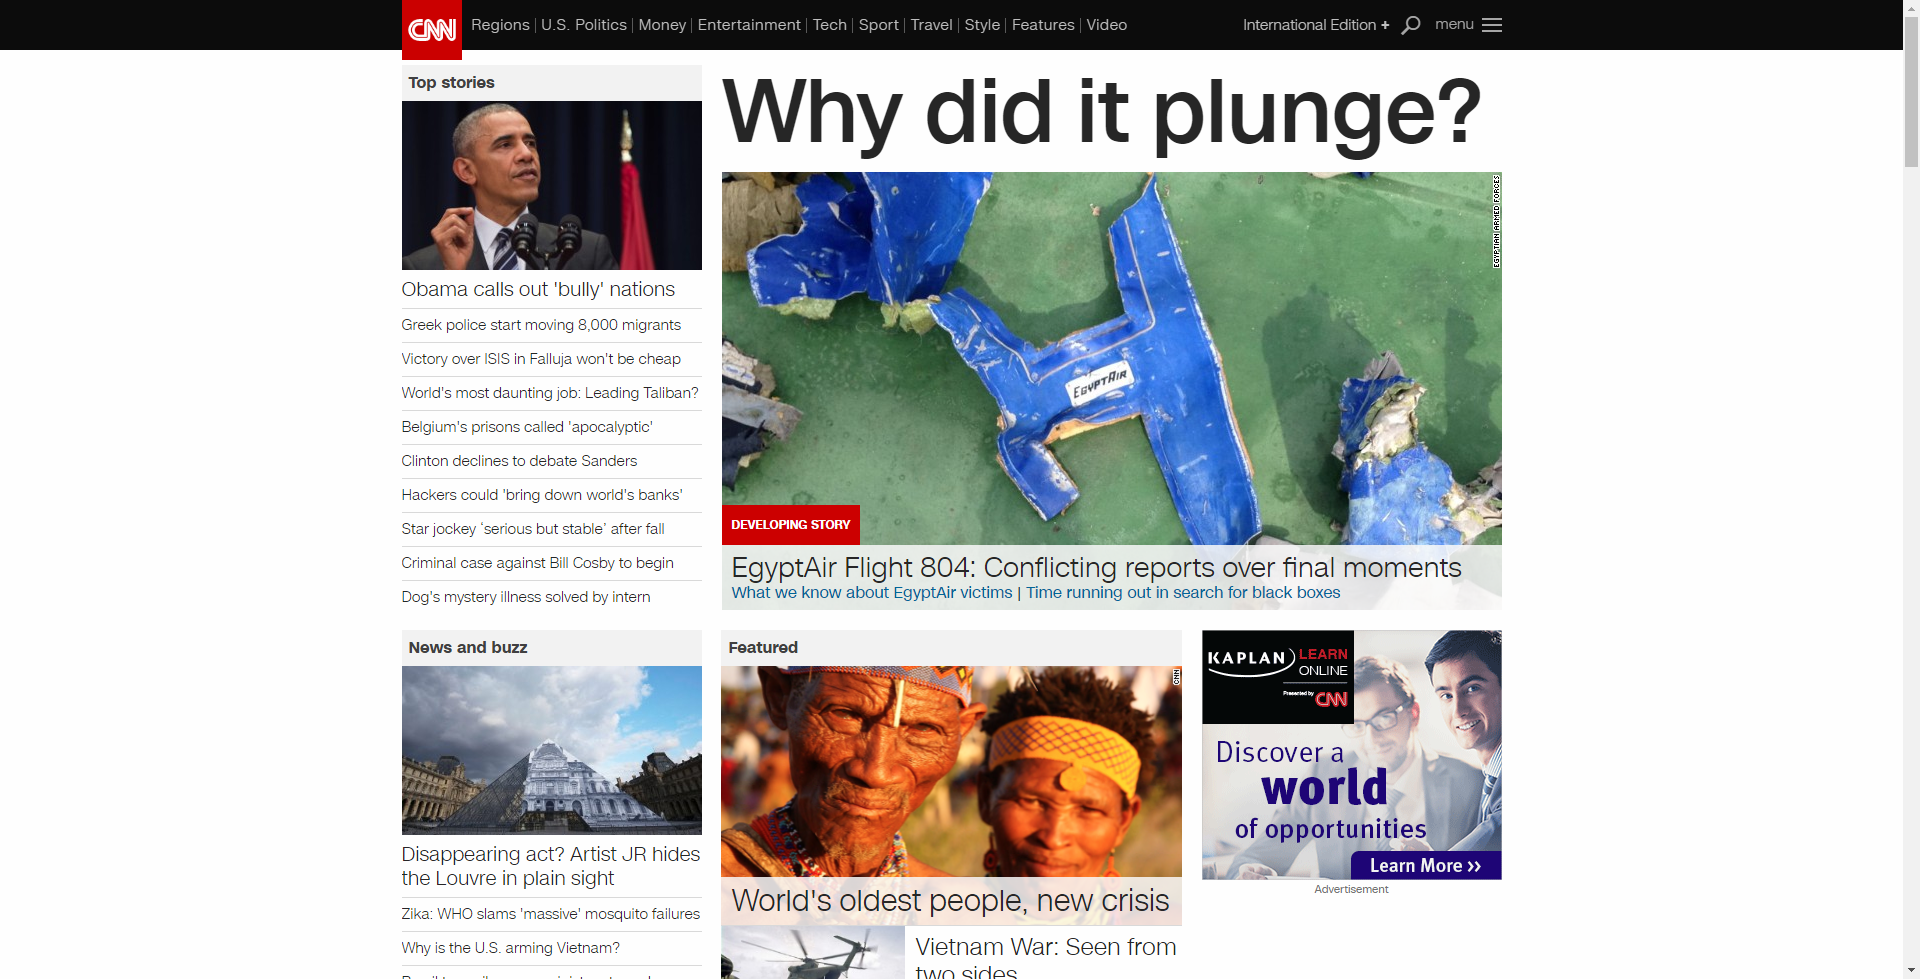 CNN
Regions
U.S. Politics
Money
Entertainment
Tech
Sport
Travel
Style
Features
Video
International Edition +
menu
Top stories
Obama calls out 'bully' nations
Greek police start moving 8,000 migrants
Victory over ISIS in Falluja won't be cheap
World's most daunting job: Leading Taliban?
Belgium's prisons called 'apocalyptic'
Clinton declines to debate Sanders
Hackers could 'bring down world's banks'
Star jockey ‘serious but stable’ after fall
Criminal case against Bill Cosby to begin
Dog's mystery illness solved by intern
Why did it plunge?
EGYPTIAN ARMED FORCES
EGYPTAIR
DEVELOPING STORY
EgyptAir Flight 804: Conflicting reports over final moments
What we know about EgyptAir victims | Time running out in search for black boxes
News and buzz
Disappearing act? Artist JR hides
the Louvre in plain sight
Zika: WHO slams 'massive' mosquito failures
Why is the U.S. arming Vietnam?
Featured
CNN
World's oldest people, new crisis
Vietnam War: Seen from
two sides
KAPLAN LEARN
ONLINE
Presented by CNN
Discover a
world
of opportunities
Learn More >>
Advertisement